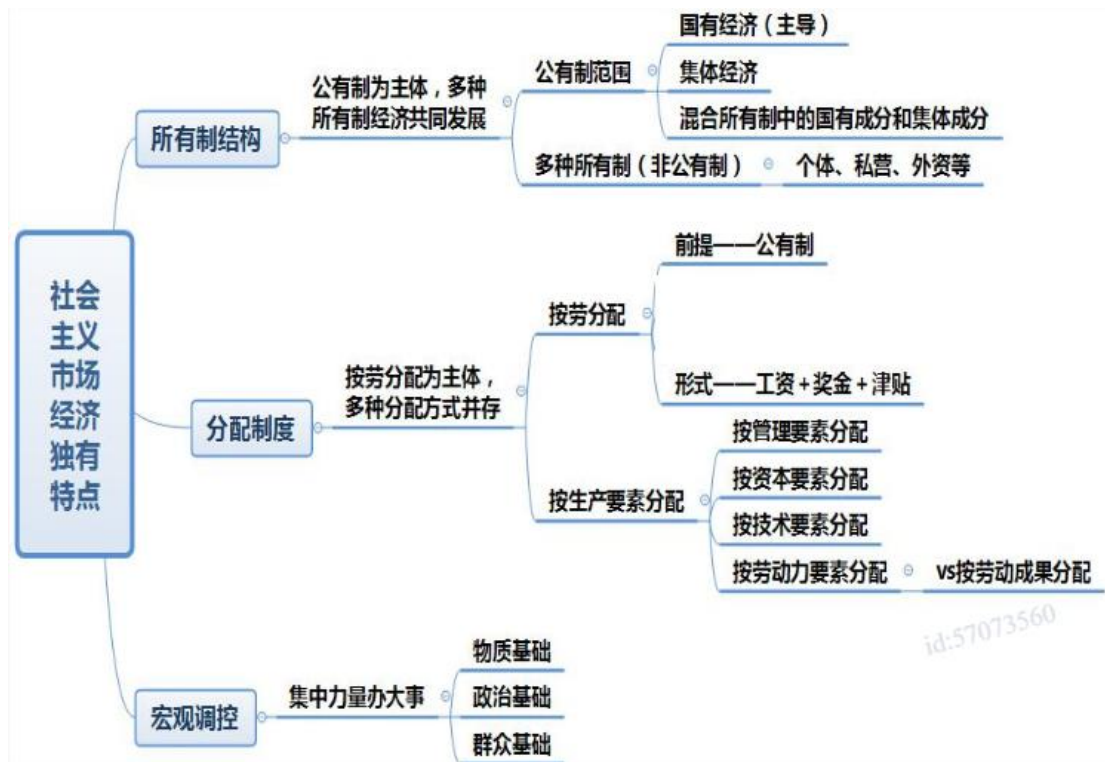 社会
主义
市场
经济
独有
特点
所有制结构
公有制为主体，多种
所有制经济共同发展
公有制范围
国有经济（主导）
集体经济
混合所有制中的国有成分和集体成分
多种所有制（非公有制）
个体、私营、外资等
分配制度
按劳分配为主体，
多种分配方式并存
按劳分配
前提——公有制
形式——工资+奖金+津贴
按生产要素分配
按管理要素分配
按资本要素分配
按技术要素分配
按劳动力要素分配
vs按劳动成果分配
宏观调控
集中力量办大事
物质基础
政治基础
群众基础
id:57073560